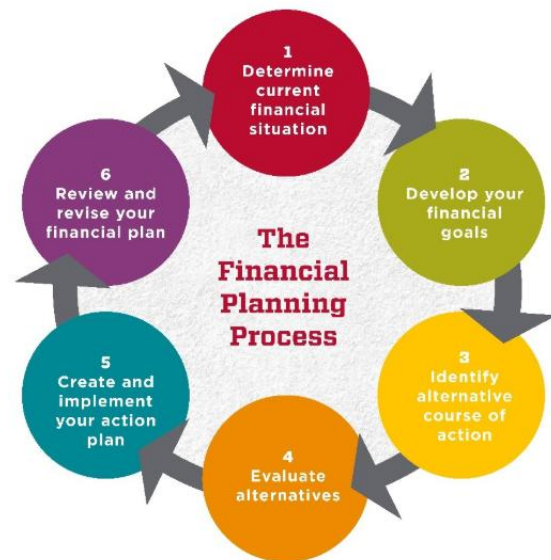 The
Financial
Planning
Process
1
Determine
current
financial
situation
2
Develop your
financial
goals
3
Identify
alternative
course of
action
4
Evaluate
alternatives
5
Create and
implement
your action
plan
6
Review and
revise your
financial plan